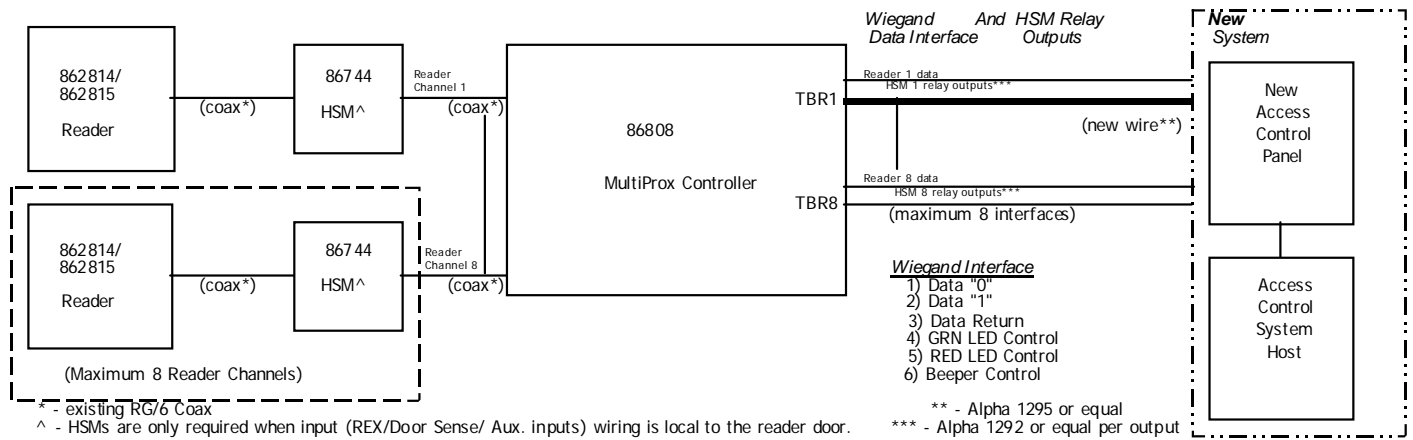 Wiegand And HSM Relay
Data Interface Outputs
New
System
862814/
862815
Reader
(coax*)
86744
HSM^
Reader
Channel 1
(coax*)
86808
MultiProx Controller
TBR1
TBR8
Reader 1 data
HSM 1 relay outputs***
(new wire**)
Reader 8 data
HSM 8 relay outputs***
(maximum 8 interfaces)
New
Access
Control
Panel
862814/
862815
Reader
(coax*)
86744
HSM^
Reader
Channel 8
(coax*)
Wiegand Interface
1) Data "0"
2) Data "1"
3) Data Return
4) GRN LED Control
5) RED LED Control
6) Beeper Control
Access
Control
System
Host
(Maximum 8 Reader Channels)
* - existing RG/6 Coax
** - Alpha 1295 or equal
^ - HSMs are only required when input (REX/Door Sense/ Aux. inputs) wiring is local to the reader door.
*** - Alpha 1292 or equal per output